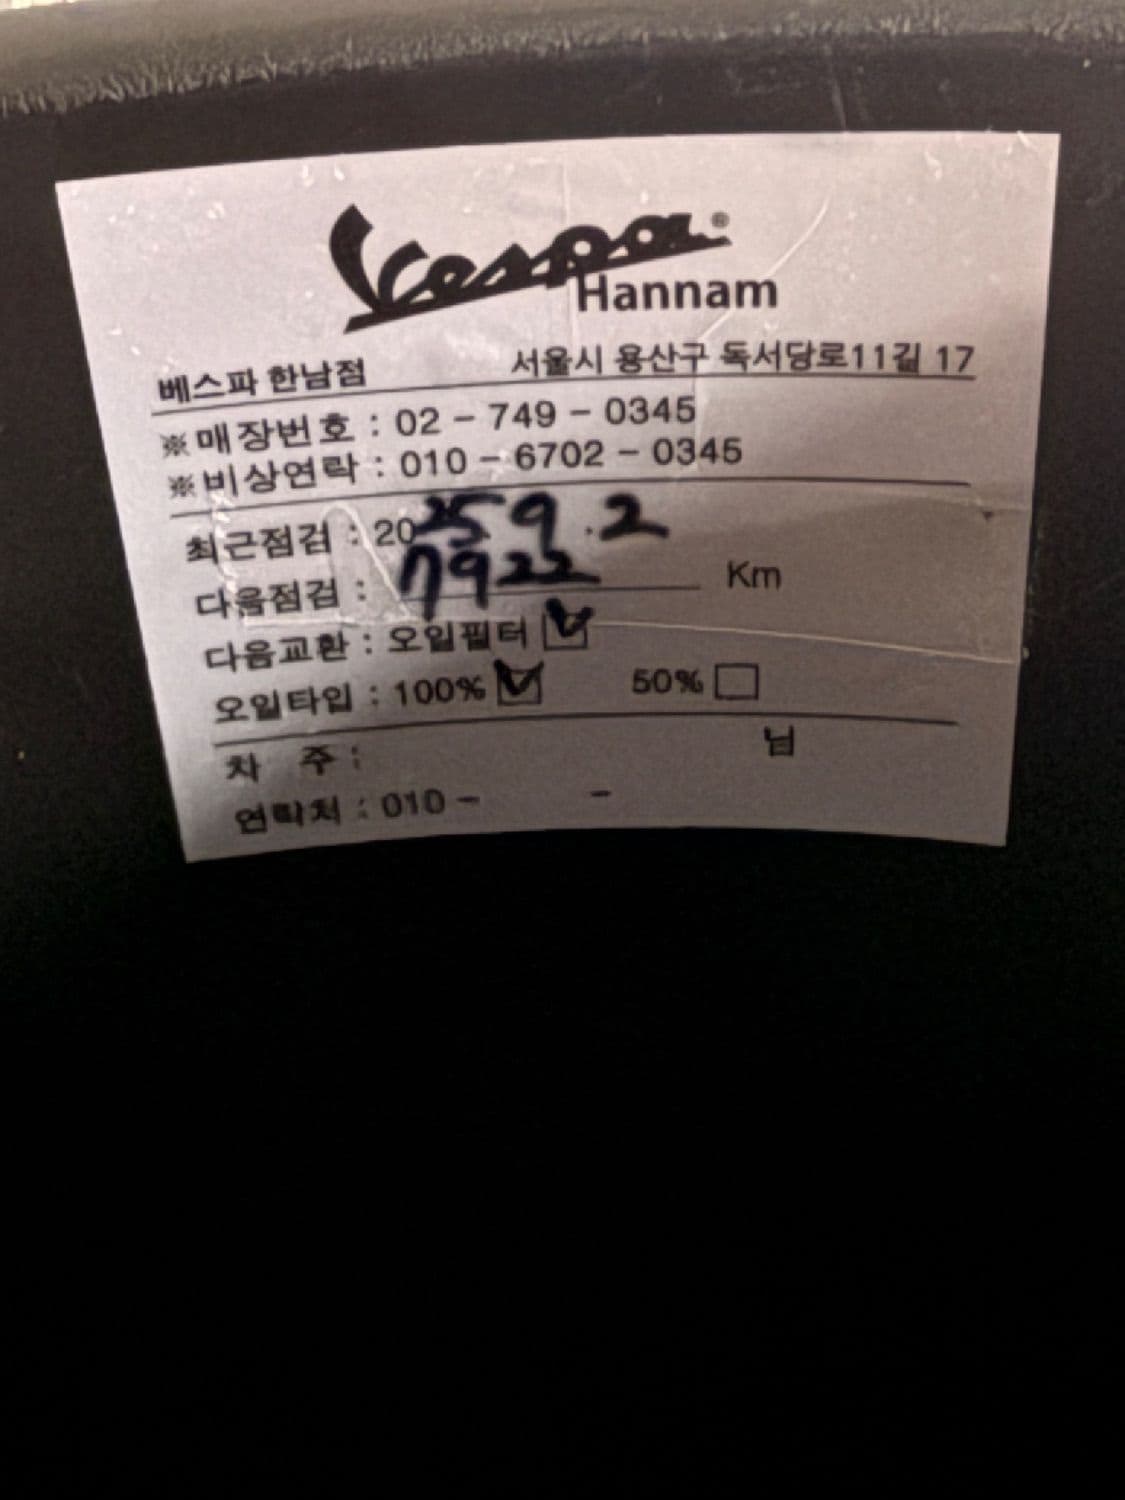 Vespa®
Hannam
베스파 한남점 서울시 용산구 독서당로11길 17
※매장번호 : 02 - 749 - 0345
※비상연락 : 010 - 6702 - 0345
최근점검 : 2025 9 . 2
다음점검 : 7922 Km
다음교환 : 오일필터 ☑
오일타입 : 100% ☑ 50% ☐
차 주 : 님
연락처 : 010 - -